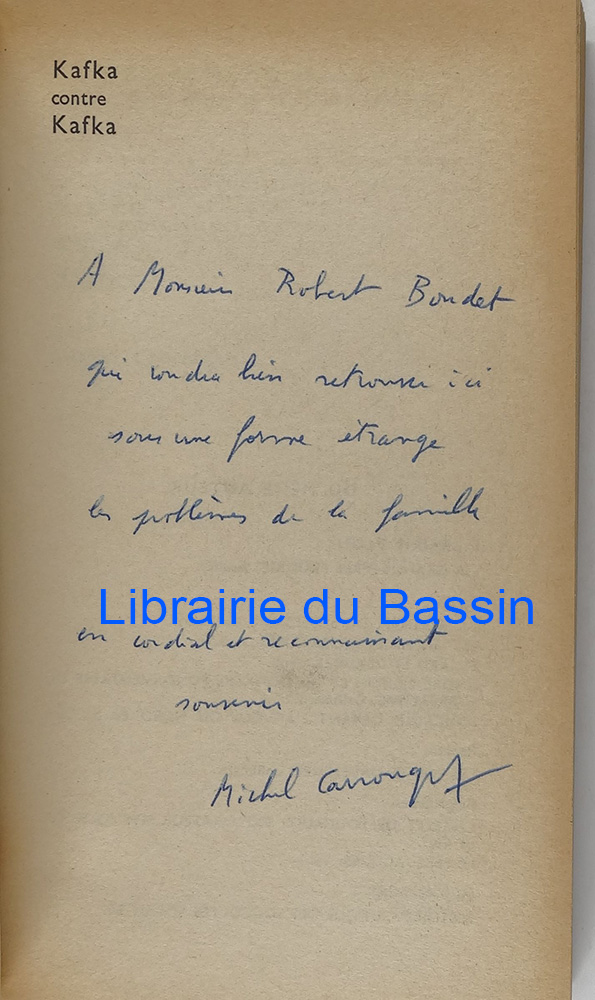 Kafka
contre
Kafka
A Monsieur Robert Boudet
qui voudra bien retrouver ici
sous une forme étrange
les problèmes de la famille
Librairie du Bassin
en cordial et reconnaissant
souvenir
Michel Carrouges